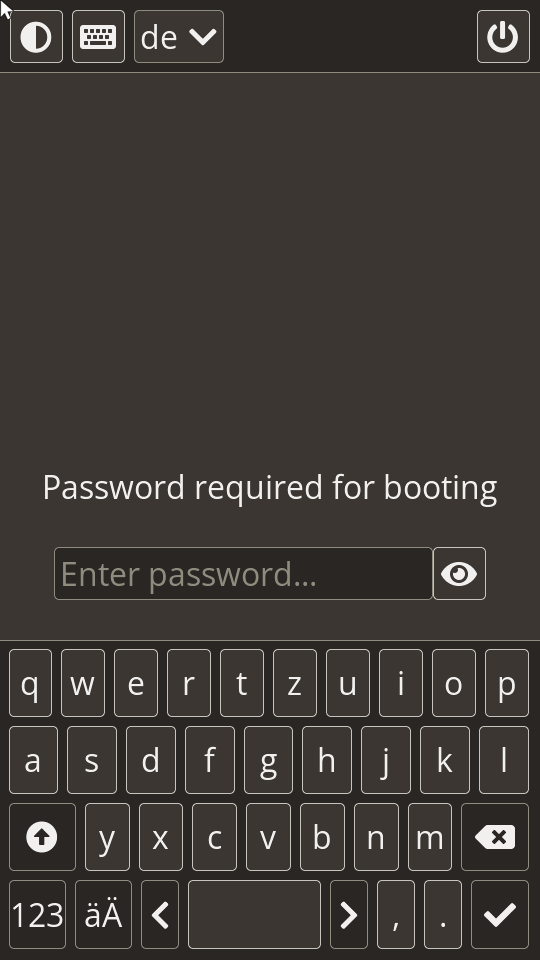 de
Password required for booting
Enter password...
q w e r t z u i o p
a s d f g h j k l
y x c v b n m
123 äÄ , .